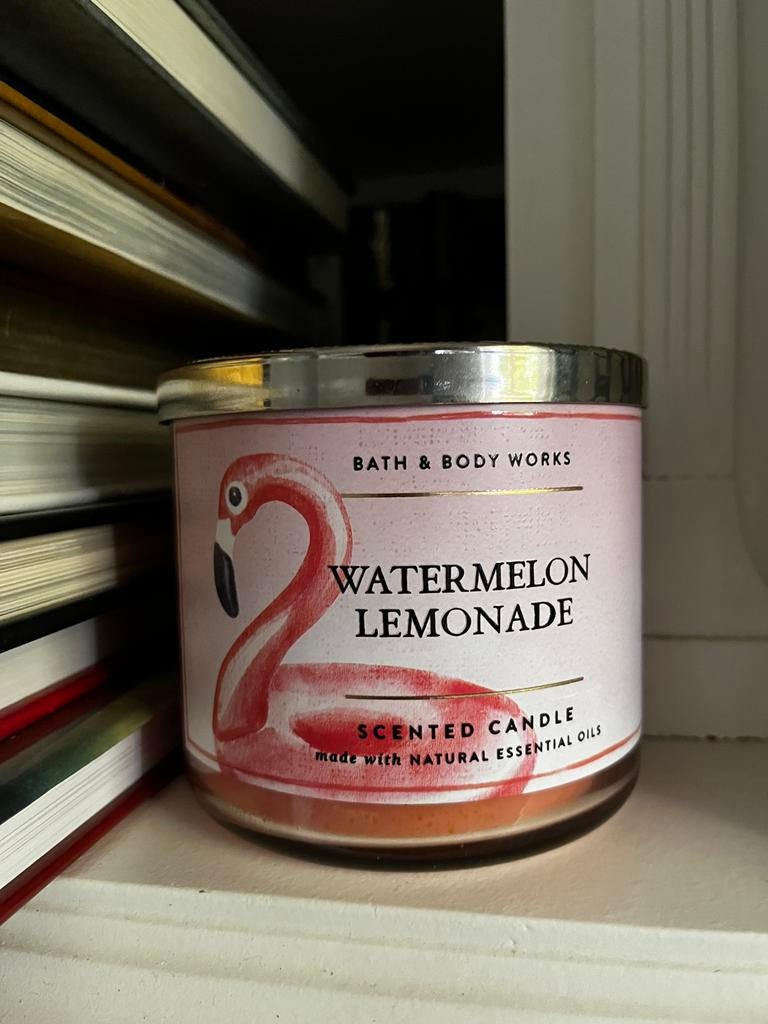 BATH & BODY WORKS
WATERMELON
LEMONADE
SCENTED CANDLE
made with NATURAL ESSENTIAL OILS